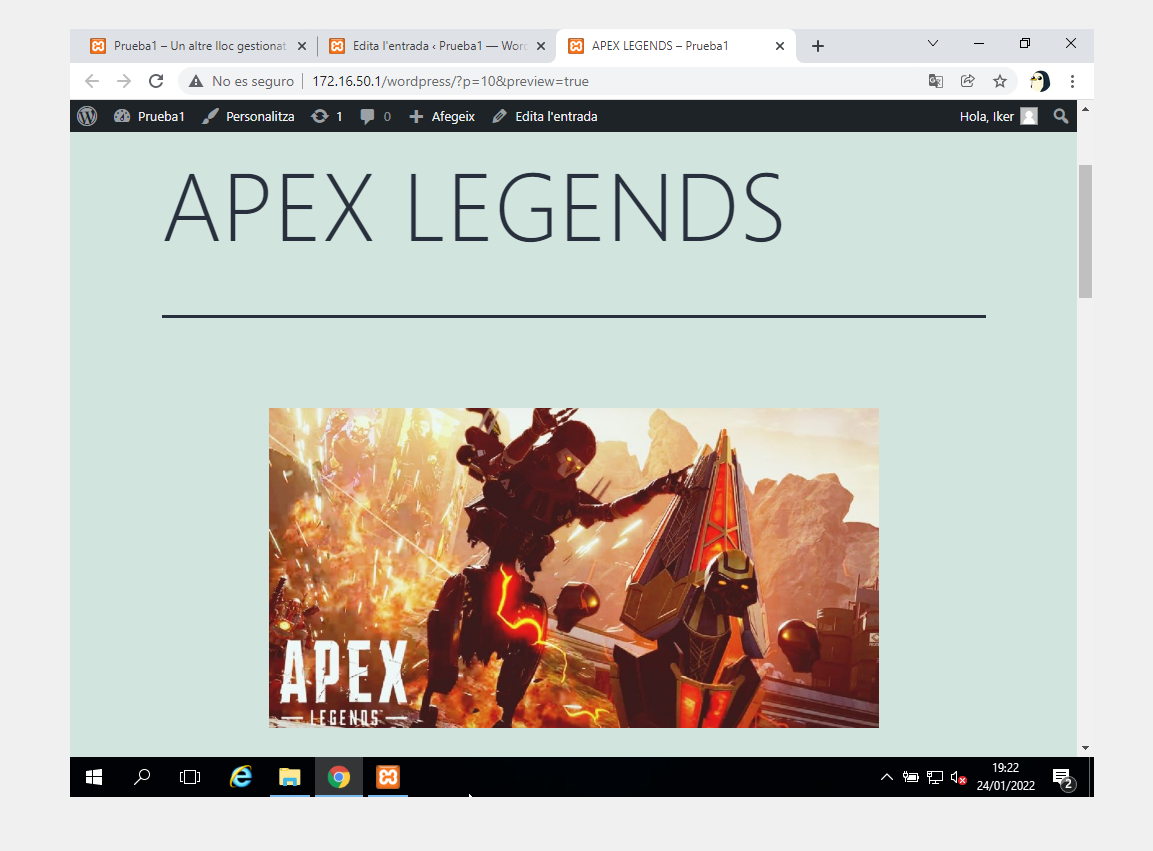 Prueba1 – Un altre lloc gestionat
Edita l'entrada ‹ Prueba1 — Word
APEX LEGENDS – Prueba1
No es seguro
172.16.50.1/wordpress/?p=10&preview=true
Prueba1
Personalitza
1
0
Afegeix
Edita l'entrada
Hola, Iker
APEX LEGENDS
APEX
LEGENDS
19:22
24/01/2022
2